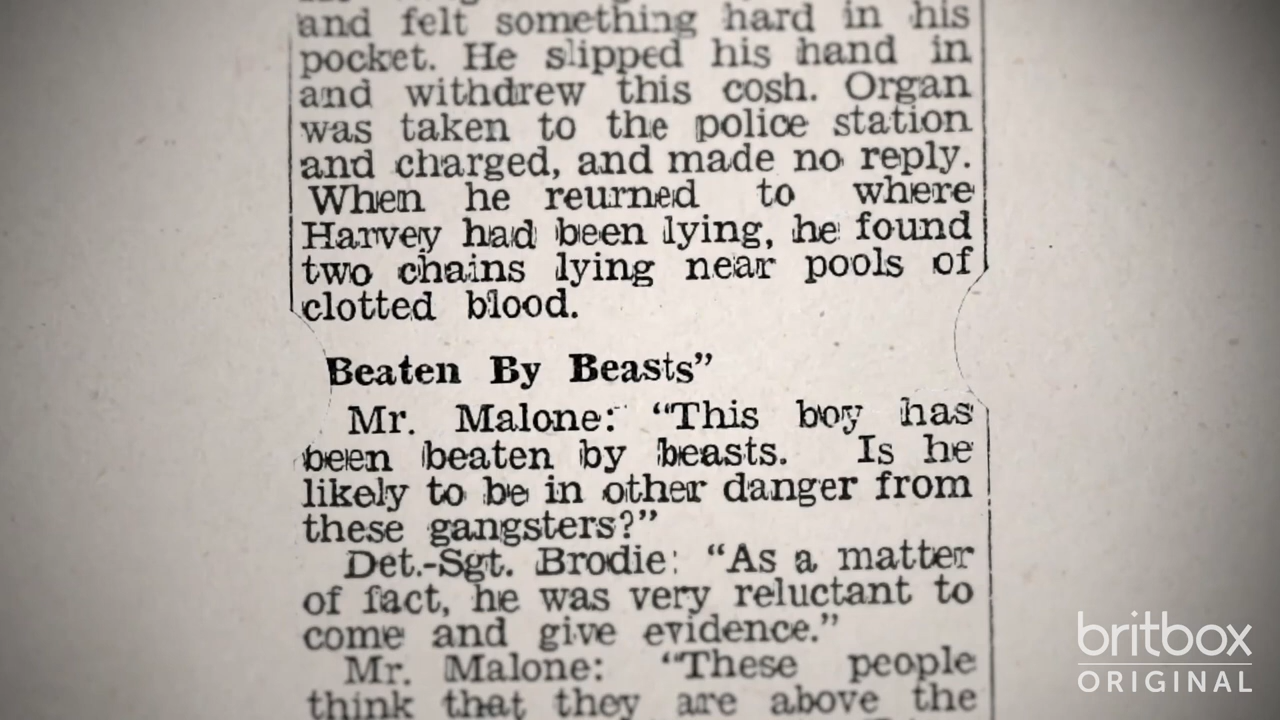 and felt something hard in his
pocket. He slipped his hand in
and withdrew this cosh. Organ
was taken to the police station
and charged, and made no reply.
When he reurned to where
Harvey had been lying, he found
two chains lying near pools of
clotted blood.
Beaten By Beasts”
Mr. Malone: “This boy has
been beaten by beasts. Is he
likely to be in other danger from
these gangsters?”
Det.-Sgt. Brodie: “As a matter
of fact, he was very reluctant to
come and give evidence.”
Mr. Malone: “These people
think that they are above the
britbox
ORIGINAL